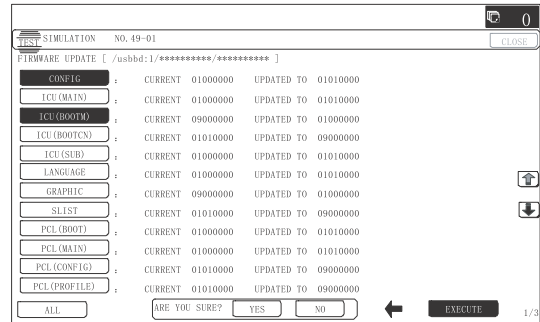 0
TEST SIMULATION NO. 49-01 CLOSE
FIRMWARE UPDATE [ /usbbd:1/**********/********** ]
CONFIG : CURRENT 01000000 UPDATED TO 01010000
ICU(MAIN) : CURRENT 01000000 UPDATED TO 01010000
ICU(BOOTM) : CURRENT 09000000 UPDATED TO 01000000
ICU(BOOTCN) : CURRENT 01010000 UPDATED TO 09000000
ICU(SUB) : CURRENT 01000000 UPDATED TO 01010000
LANGUAGE : CURRENT 01000000 UPDATED TO 01010000
GRAPHIC : CURRENT 09000000 UPDATED TO 01000000
SLIST : CURRENT 01010000 UPDATED TO 09000000
PCL(BOOT) : CURRENT 01000000 UPDATED TO 01010000
PCL(MAIN) : CURRENT 01000000 UPDATED TO 01010000
PCL(CONFIG) : CURRENT 01010000 UPDATED TO 09000000
PCL(PROFILE) : CURRENT 01010000 UPDATED TO 09000000
ALL ARE YOU SURE? YES NO EXECUTE 1/3